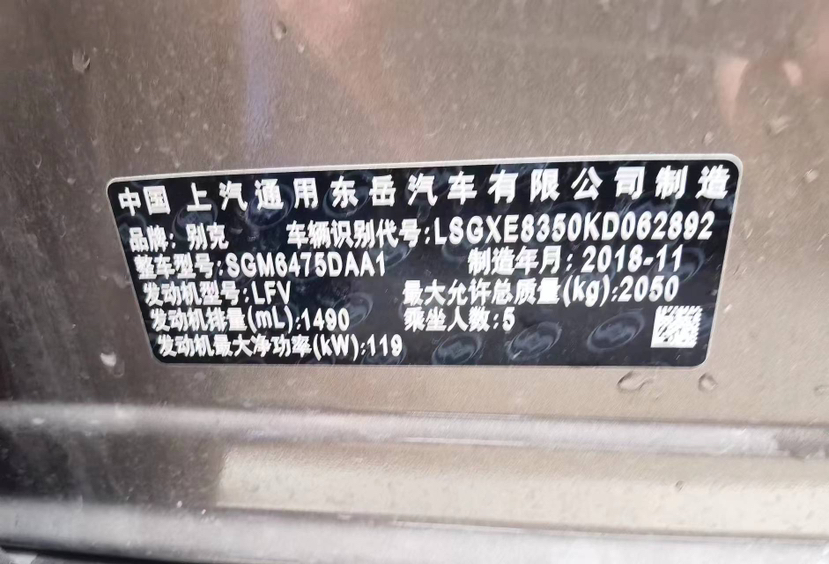 中国 上汽通用东岳汽车有限公司制造
品牌: 别克 车辆识别代号:LSGXE8350KD062892
整车型号:SGM6475DAA1 制造年月: 2018-11
发动机型号:LFV 最大允许总质量(kg):2050
发动机排量(mL):1490 乘坐人数:5
发动机最大净功率(kW):119